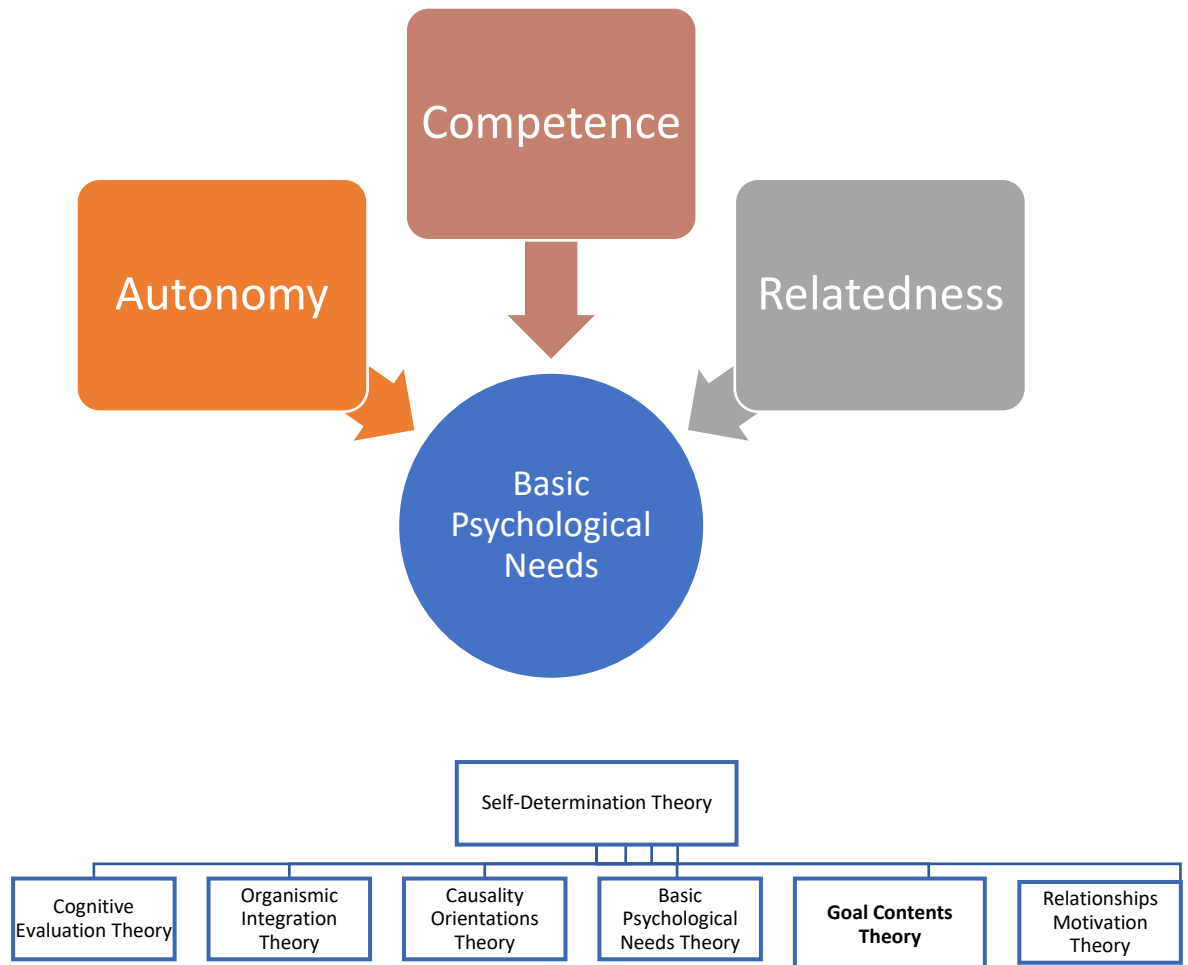 Competence
Autonomy
Relatedness
Basic
Psychological
Needs
Self-Determination Theory
Cognitive
Evaluation Theory
Organismic
Integration
Theory
Causality
Orientations
Theory
Basic
Psychological
Needs Theory
Goal Contents
Theory
Relationships
Motivation
Theory